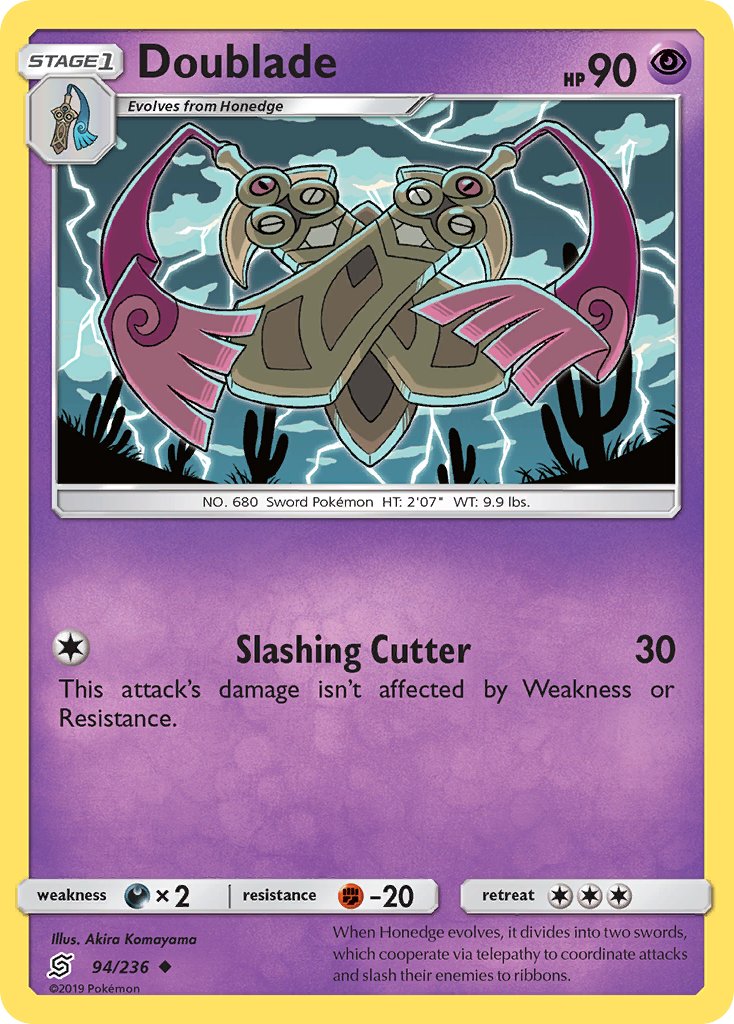 STAGE1
Doublade
HP 90
Evolves from Honedge
NO. 680 Sword Pokémon HT: 2'07" WT: 9.9 lbs.
Slashing Cutter 30
This attack's damage isn't affected by Weakness or
Resistance.
weakness × 2 resistance -20 retreat
Illus. Akira Komayama
94/236
©2019 Pokémon
When Honedge evolves, it divides into two swords,
which cooperate via telepathy to coordinate attacks
and slash their enemies to ribbons.